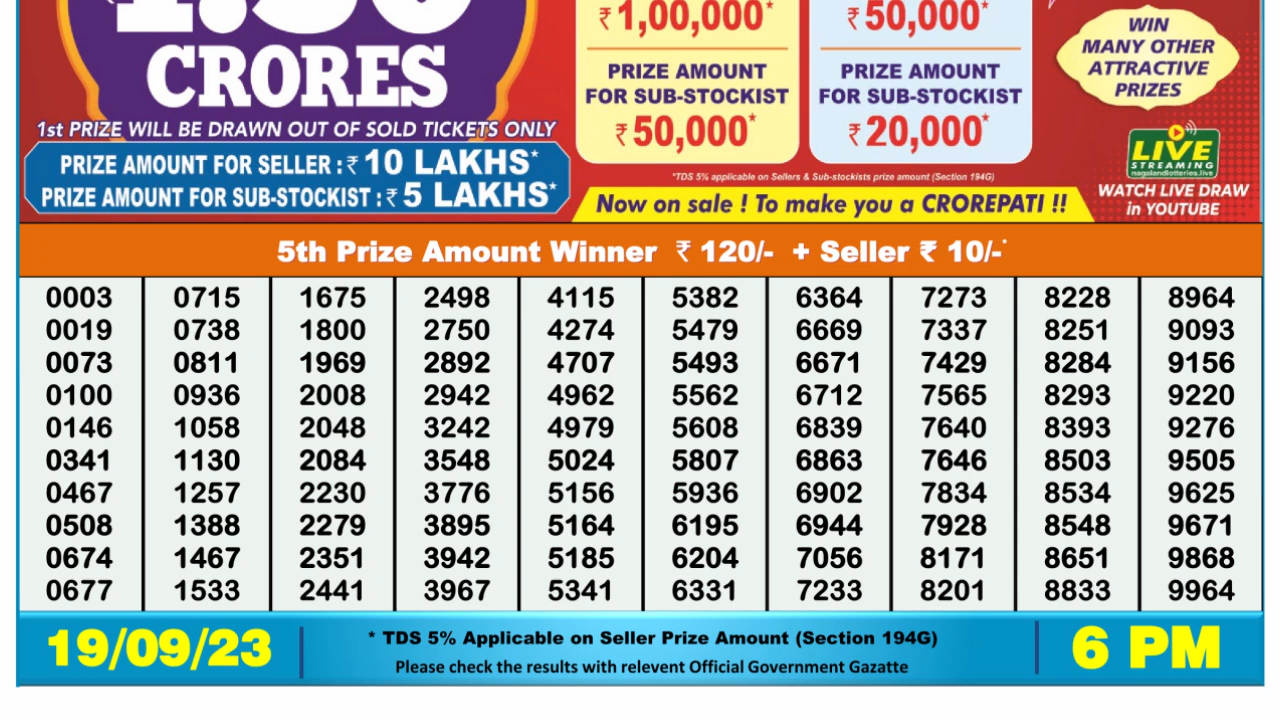 CRORES
1st PRIZE WILL BE DRAWN OUT OF SOLD TICKETS ONLY
PRIZE AMOUNT FOR SELLER : ₹ 10 LAKHS*
PRIZE AMOUNT FOR SUB-STOCKIST : ₹ 5 LAKHS*
₹ 1,00,000*
PRIZE AMOUNT
FOR SUB-STOCKIST
₹ 50,000*
₹ 50,000*
PRIZE AMOUNT
FOR SUB-STOCKIST
₹ 20,000*
WIN
MANY OTHER
ATTRACTIVE
PRIZES
LIVE
STREAMING
nagalandlotteries.live
WATCH LIVE DRAW
in YOUTUBE
*TDS 5% applicable on Sellers & Sub-stockists prize amount (Section 194G)
Now on sale ! To make you a CROREPATI !!
5th Prize Amount Winner ₹ 120/- + Seller ₹ 10/-*
0003 0715 1675 2498 4115 5382 6364 7273 8228 8964
0019 0738 1800 2750 4274 5479 6669 7337 8251 9093
0073 0811 1969 2892 4707 5493 6671 7429 8284 9156
0100 0936 2008 2942 4962 5562 6712 7565 8293 9220
0146 1058 2048 3242 4979 5608 6839 7640 8393 9276
0341 1130 2084 3548 5024 5807 6863 7646 8503 9505
0467 1257 2230 3776 5156 5936 6902 7834 8534 9625
0508 1388 2279 3895 5164 6195 6944 7928 8548 9671
0674 1467 2351 3942 5185 6204 7056 8171 8651 9868
0677 1533 2441 3967 5341 6331 7233 8201 8833 9964
19/09/23
* TDS 5% Applicable on Seller Prize Amount (Section 194G)
Please check the results with relevent Official Government Gazatte
6 PM